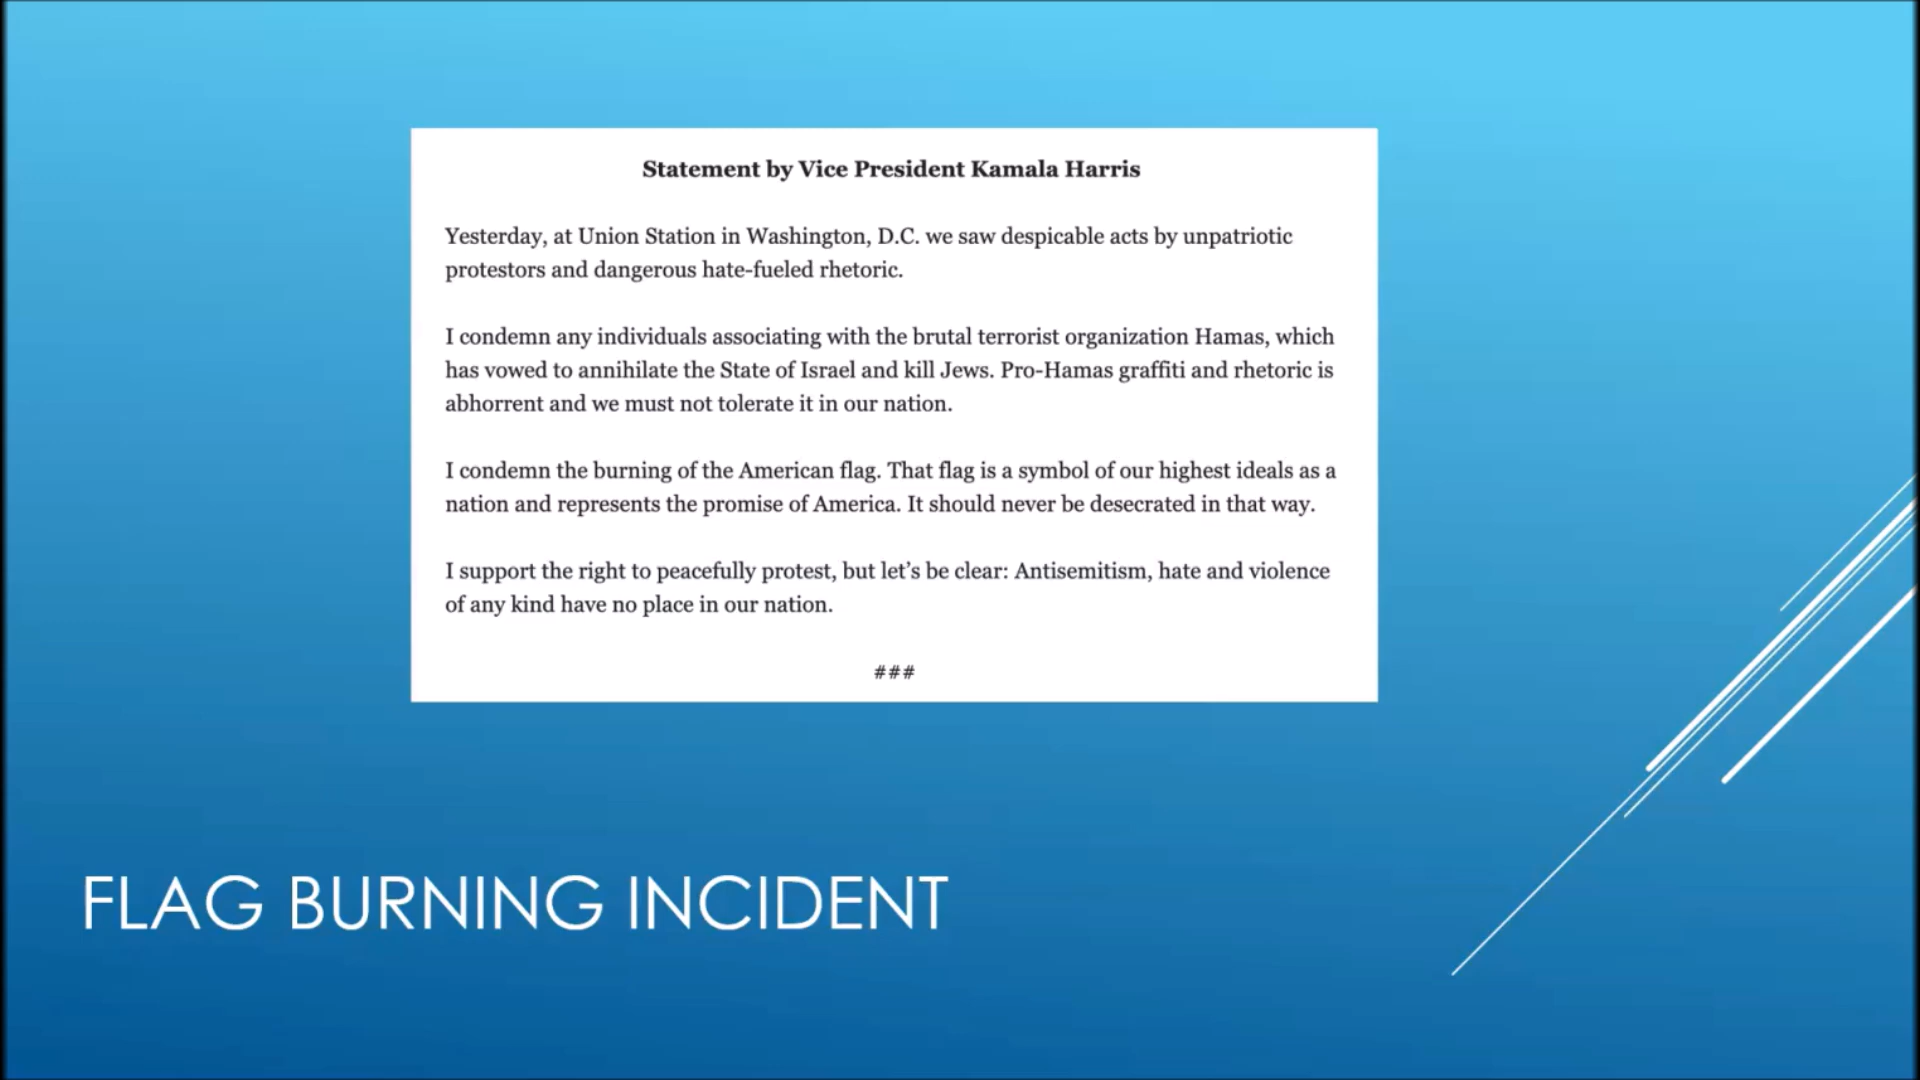 Statement by Vice President Kamala Harris
Yesterday, at Union Station in Washington, D.C. we saw despicable acts by unpatriotic
protestors and dangerous hate-fueled rhetoric.
I condemn any individuals associating with the brutal terrorist organization Hamas, which
has vowed to annihilate the State of Israel and kill Jews. Pro-Hamas graffiti and rhetoric is
abhorrent and we must not tolerate it in our nation.
I condemn the burning of the American flag. That flag is a symbol of our highest ideals as a
nation and represents the promise of America. It should never be desecrated in that way.
I support the right to peacefully protest, but let’s be clear: Antisemitism, hate and violence
of any kind have no place in our nation.
###
FLAG BURNING INCIDENT